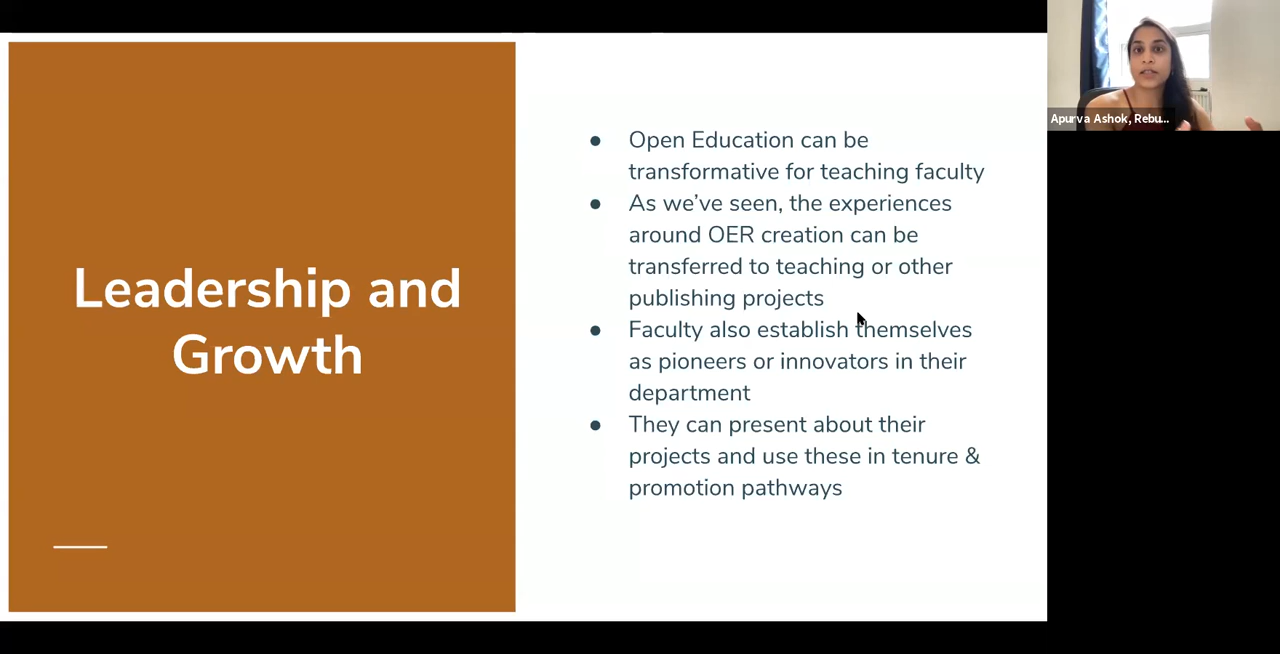 Leadership and
Growth
● Open Education can be
transformative for teaching faculty
● As we’ve seen, the experiences
around OER creation can be
transferred to teaching or other
publishing projects
● Faculty also establish themselves
as pioneers or innovators in their
department
● They can present about their
projects and use these in tenure &
promotion pathways
Apurva Ashok, Rebu...